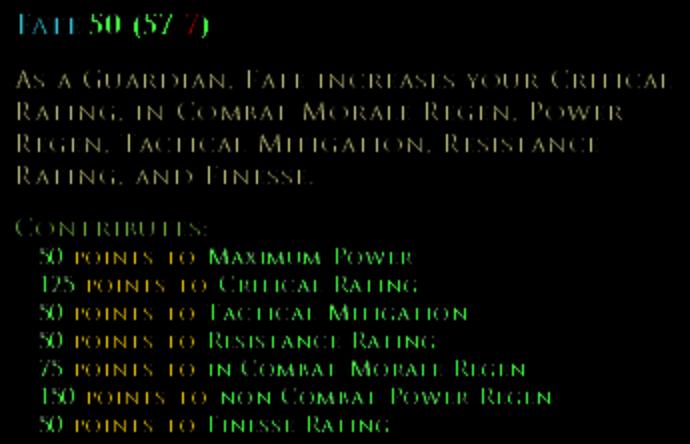 Fate 50 (57 7)
As a Guardian, Fate increases your Critical
Rating, in Combat Morale Regen, Power
Regen, Tactical Mitigation, Resistance
Rating, and Finesse.
Contributes:
50 points to Maximum Power
125 points to Critical Rating
50 points to Tactical Mitigation
50 points to Resistance Rating
75 points to in Combat Morale Regen
150 points to non Combat Power Regen
50 points to Finesse Rating